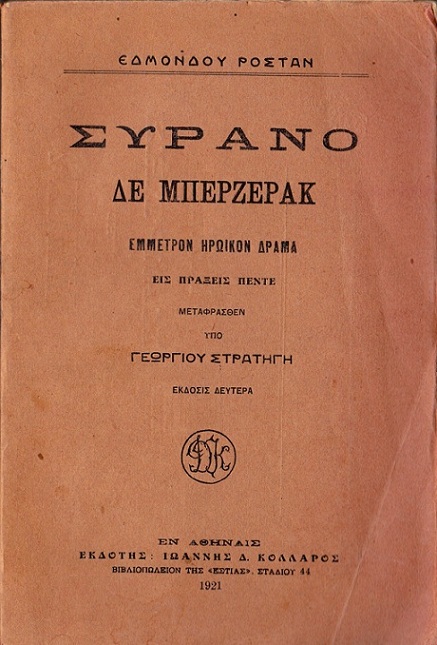 ΕΔΜΟΝΔΟΥ ΡΟΣΤΑΝ
ΣΥΡΑΝΟ
ΔΕ ΜΠΕΡΖΕΡΑΚ
ΕΜΜΕΤΡΟΝ ΗΡΩΙΚΟΝ ΔΡΑΜΑ
ΕΙΣ ΠΡΑΞΕΙΣ ΠΕΝΤΕ
ΜΕΤΑΦΡΑΣΘΕΝ
ΥΠΟ
ΓΕΩΡΓΙΟΥ ΣΤΡΑΤΗΓΗ
ΕΚΔΟΣΙΣ ΔΕΥΤΕΡΑ
ΕΝ ΑΘΗΝΑΙΣ
ΕΚΔΟΤΗΣ: ΙΩΑΝΝΗΣ Δ. ΚΟΛΛΑΡΟΣ
ΒΙΒΛΙΟΠΩΛΕΙΟΝ ΤΗΣ «ΕΣΤΙΑΣ», ΣΤΑΔΙΟΥ 44
1921